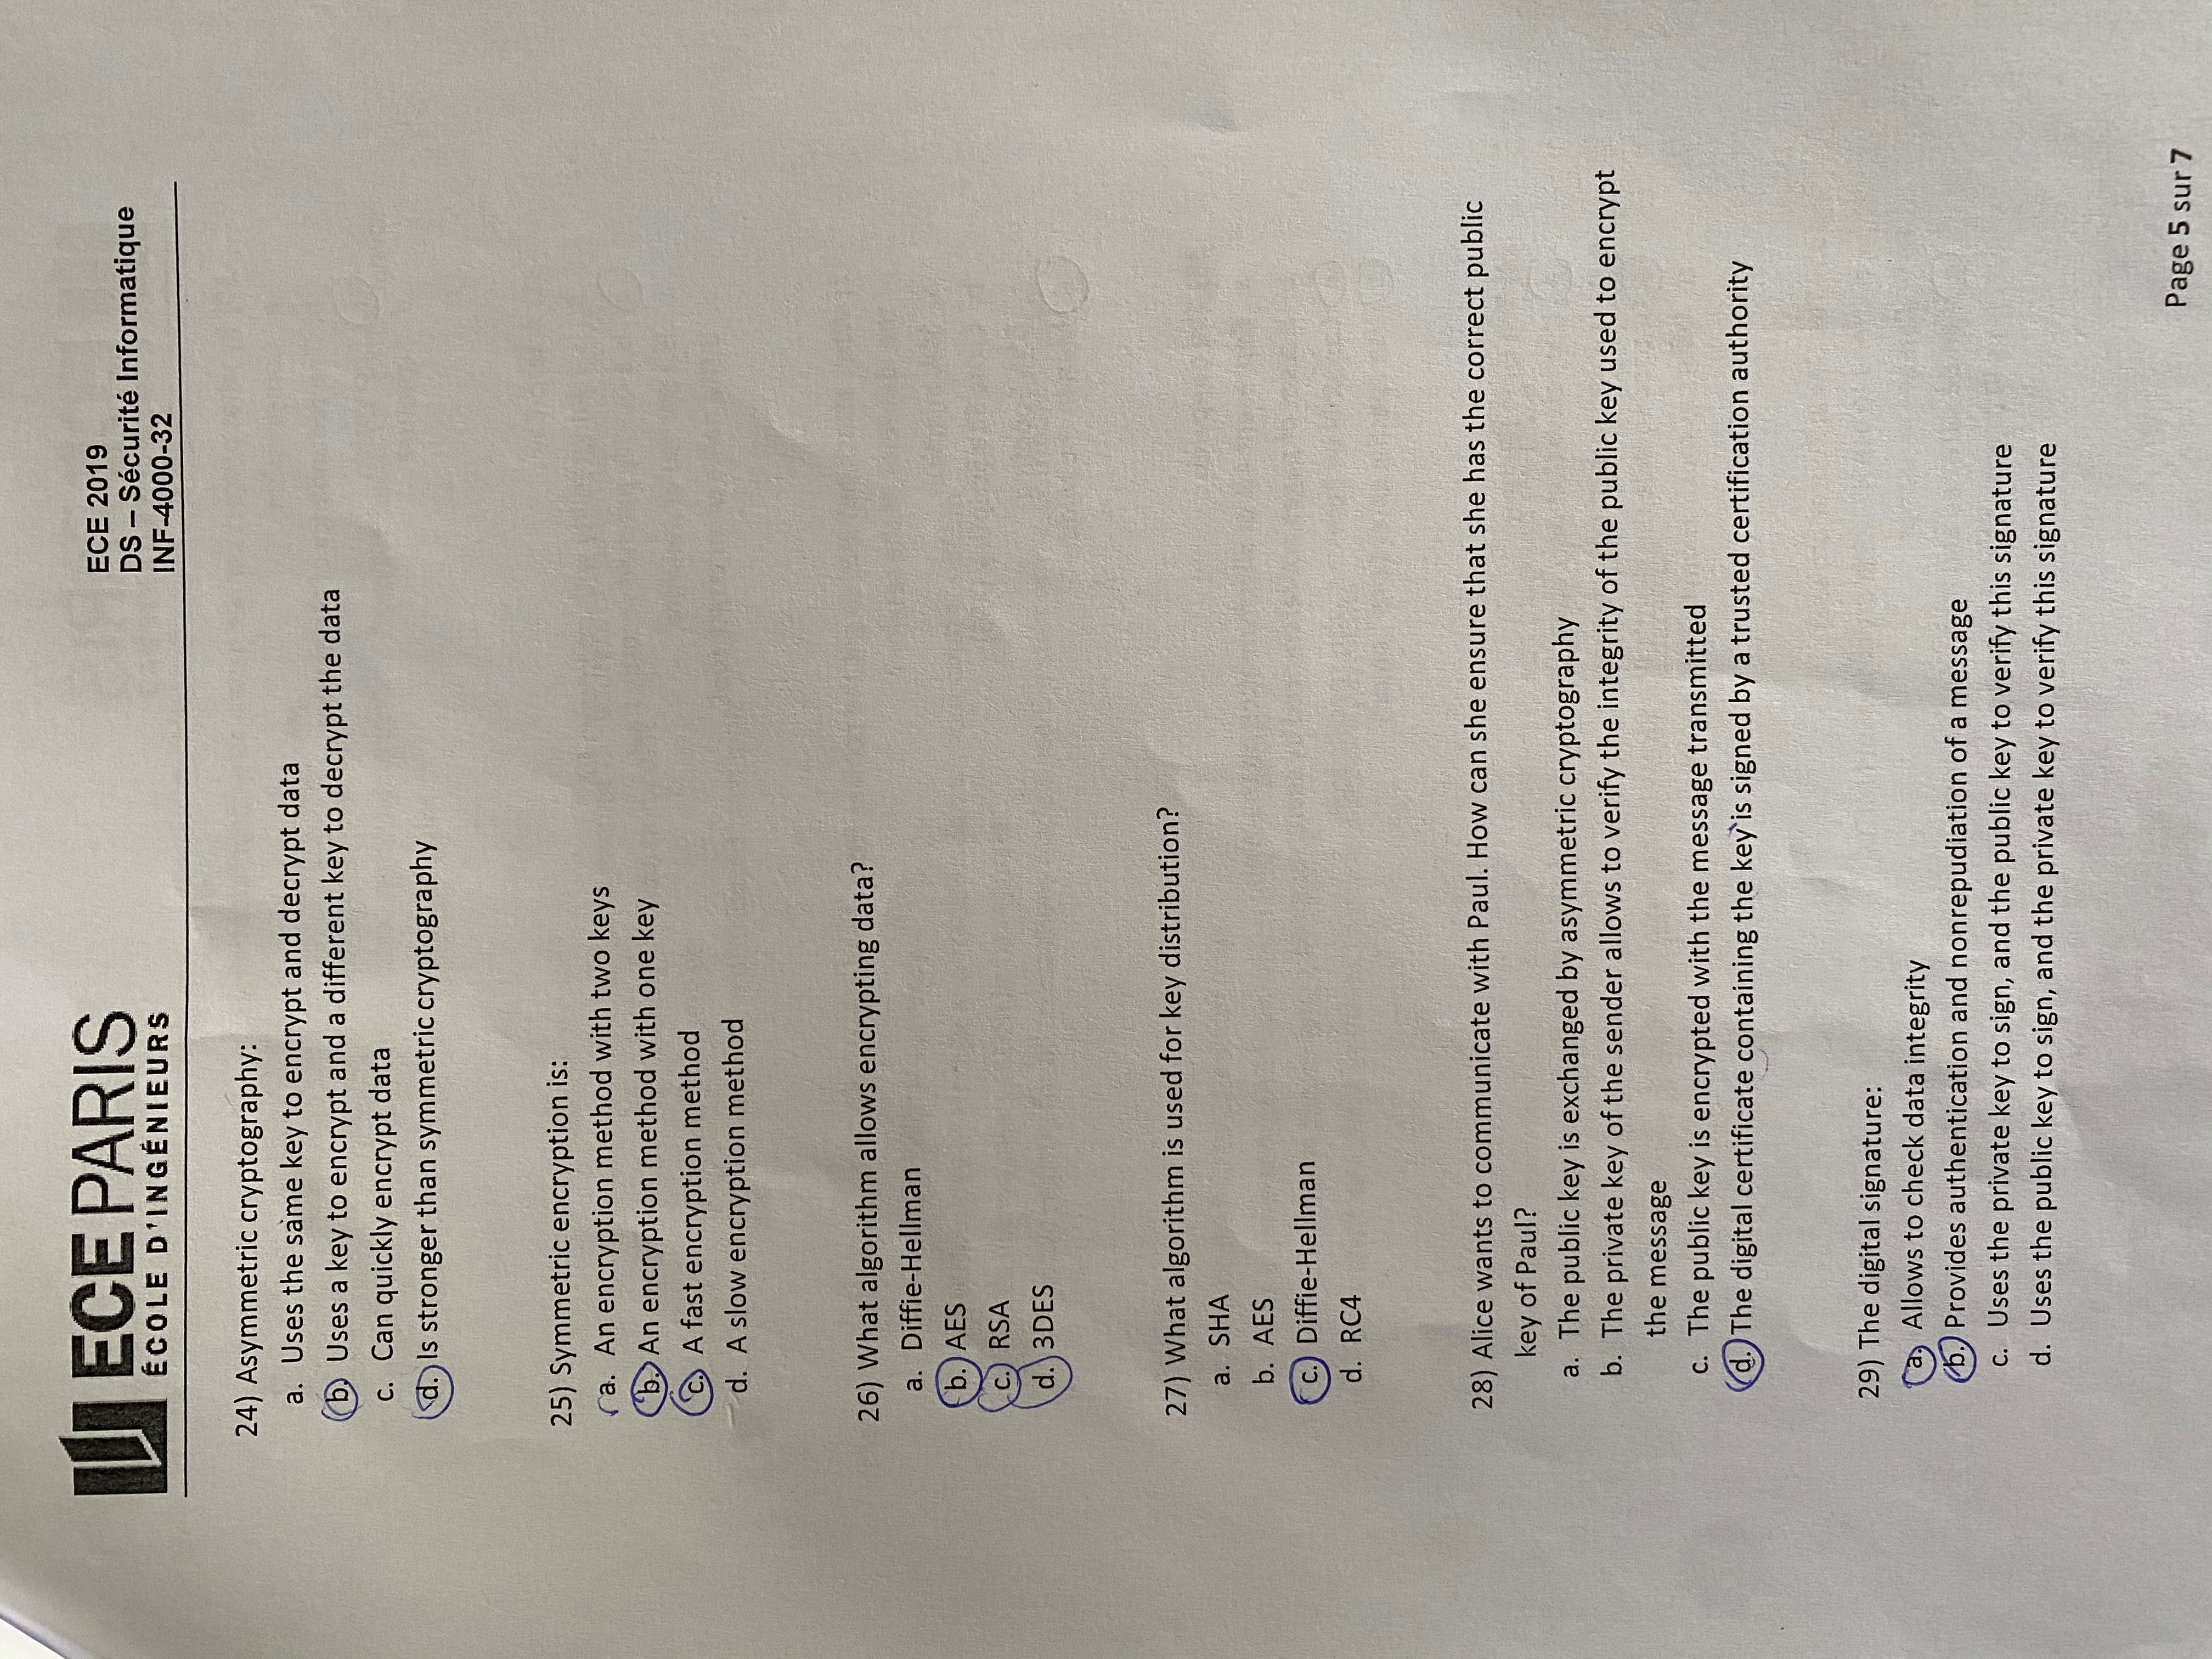 ECE PARIS
ÉCOLE D'INGÉNIEURS
ECE 2019
DS – Sécurité Informatique
INF-4000-32
24) Asymmetric cryptography:
a. Uses the same key to encrypt and decrypt data
b. Uses a key to encrypt and a different key to decrypt the data
c. Can quickly encrypt data
d. Is stronger than symmetric cryptography
25) Symmetric encryption is:
a. An encryption method with two keys
b. An encryption method with one key
c. A fast encryption method
d. A slow encryption method
26) What algorithm allows encrypting data?
a. Diffie-Hellman
b. AES
c. RSA
d. 3DES
27) What algorithm is used for key distribution?
a. SHA
b. AES
c. Diffie-Hellman
d. RC4
28) Alice wants to communicate with Paul. How can she ensure that she has the correct public
key of Paul?
a. The public key is exchanged by asymmetric cryptography
b. The private key of the sender allows to verify the integrity of the public key used to encrypt
the message
c. The public key is encrypted with the message transmitted
d. The digital certificate containing the key is signed by a trusted certification authority
29) The digital signature:
a. Allows to check data integrity
b. Provides authentication and nonrepudiation of a message
c. Uses the private key to sign, and the public key to verify this signature
d. Uses the public key to sign, and the private key to verify this signature
Page 5 sur 7